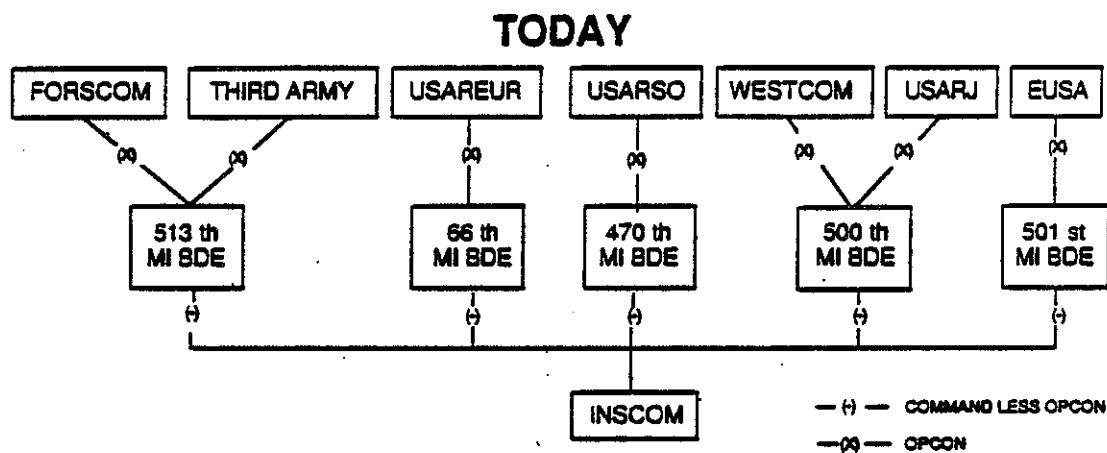 TODAY
FORSCOM THIRD ARMY USAREUR USARSO WESTCOM USARJ EUSA
(X) (X) (X) (X) (X) (X) (X)
513 th 66 th 470 th 500 th 501 st
MI BDE MI BDE MI BDE MI BDE MI BDE
(-) (-) (-) (-) (-)
INSCOM
(-) COMMAND LESS OPCON
(X) OPCON